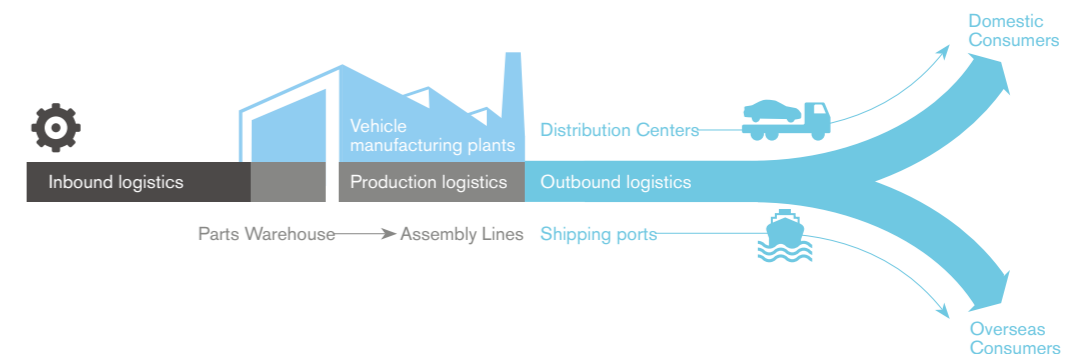 Domestic
Consumers
Vehicle
manufacturing plants
Distribution Centers
Inbound logistics
Production logistics
Outbound logistics
Parts Warehouse
Assembly Lines
Shipping ports
Overseas
Consumers